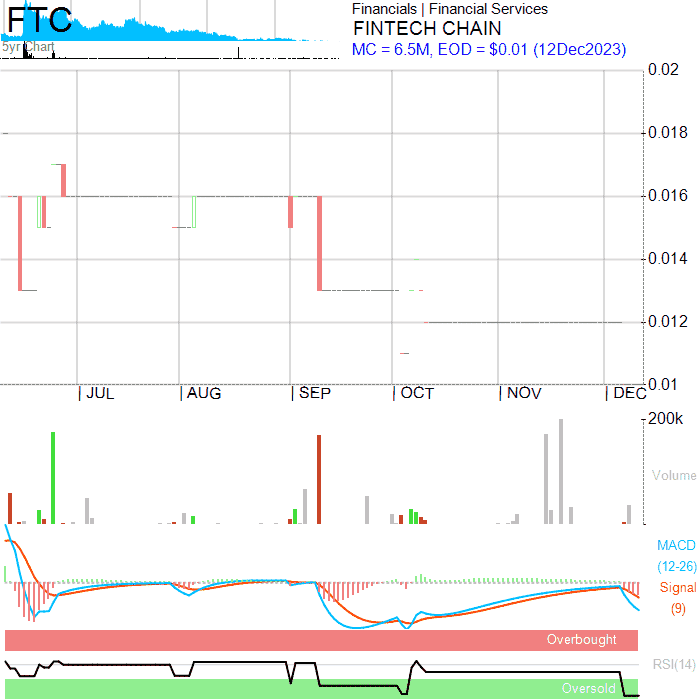 FTC
Financials | Financial Services
FINTECH CHAIN
5yr Chart
MC = 6.5M, EOD = $0.01 (12Dec2023)
0.02
0.018
0.016
0.014
0.012
0.01
| JUL
| AUG
| SEP
| OCT
| NOV
| DEC
200k
Volume
MACD
(12-26)
Signal
(9)
Overbought
RSI(14)
Oversold